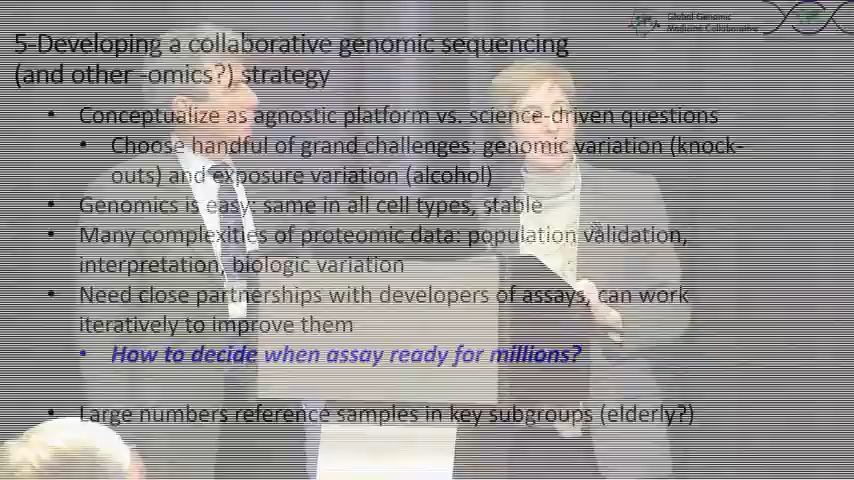 Global Genomic
Medicine Collaborative
5-Developing a collaborative genomic sequencing
(and other -omics?) strategy
• Conceptualize as agnostic platform vs. science-driven questions
• Choose handful of grand challenges: genomic variation (knock-
outs) and exposure variation (alcohol)
• Genomics is easy: same in all cell types, stable
• Many complexities of proteomic data: population validation,
interpretation, biologic variation
• Need close partnerships with developers of assays, can work
iteratively to improve them
• How to decide when assay ready for millions?
• Large numbers reference samples in key subgroups (elderly?)